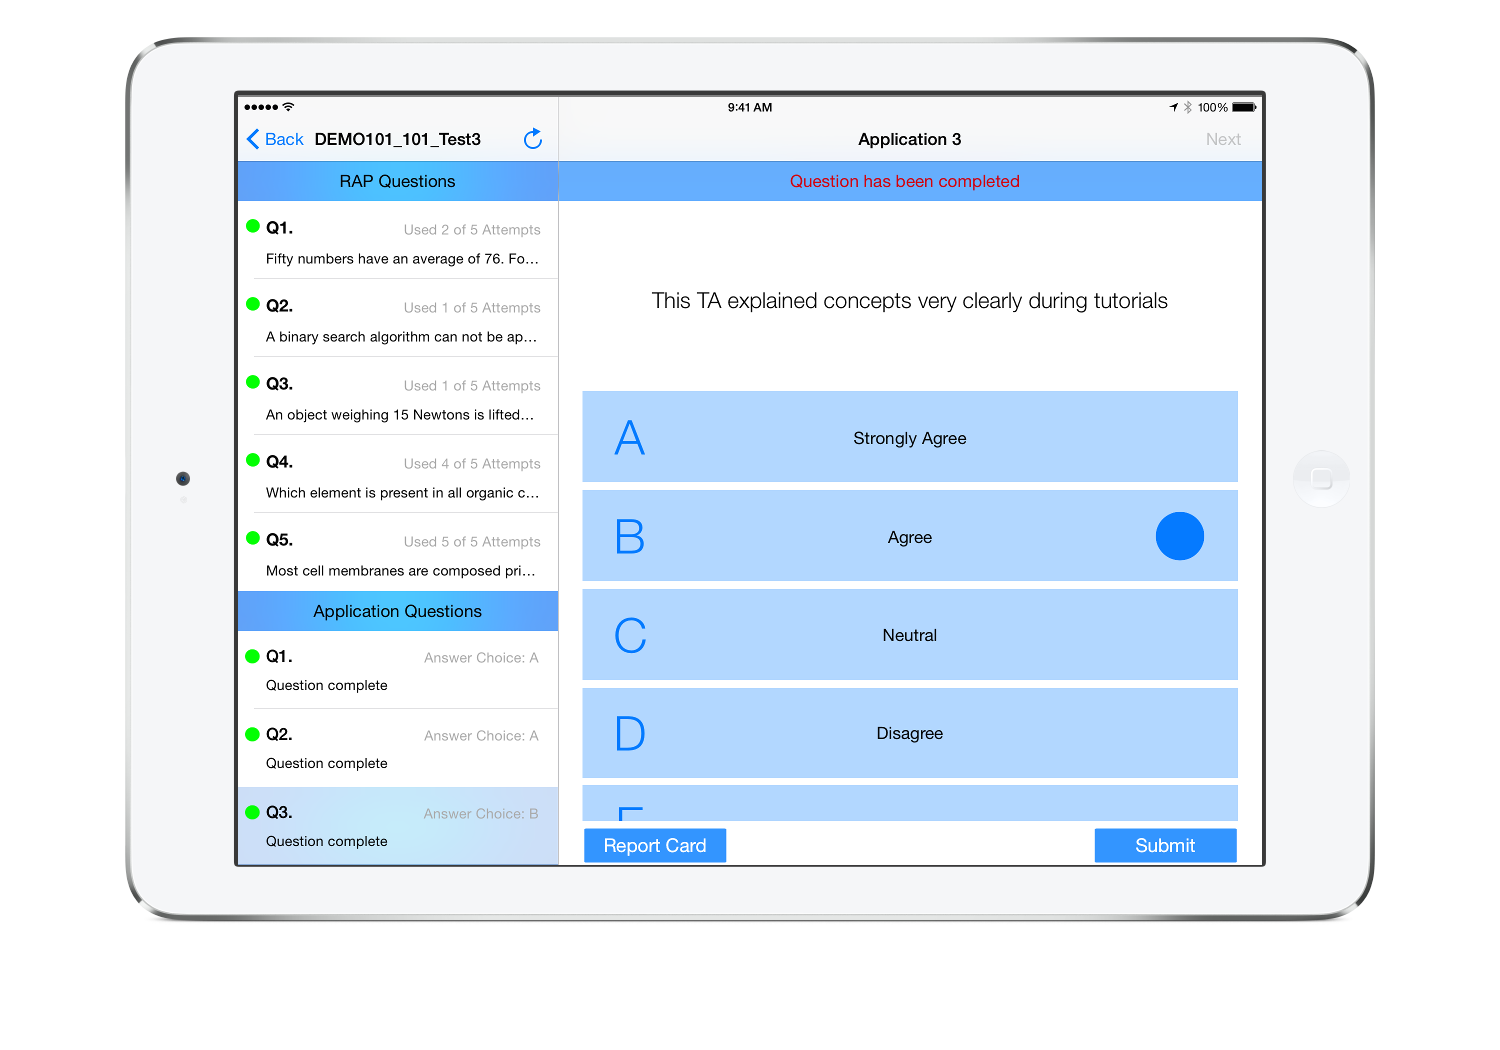 9:41 AM
100%
Back
DEMO101_101_Test3
Application 3
Next
RAP Questions
Q1.
Used 2 of 5 Attempts
Fifty numbers have an average of 76. Fo...
Q2.
Used 1 of 5 Attempts
A binary search algorithm can not be ap...
Q3.
Used 1 of 5 Attempts
An object weighing 15 Newtons is lifted...
Q4.
Used 4 of 5 Attempts
Which element is present in all organic c...
Q5.
Used 5 of 5 Attempts
Most cell membranes are composed pri...
Application Questions
Q1.
Answer Choice: A
Question complete
Q2.
Answer Choice: A
Question complete
Q3.
Answer Choice: B
Question complete
Question has been completed
This TA explained concepts very clearly during tutorials
A
Strongly Agree
B
Agree
C
Neutral
D
Disagree
Report Card
Submit